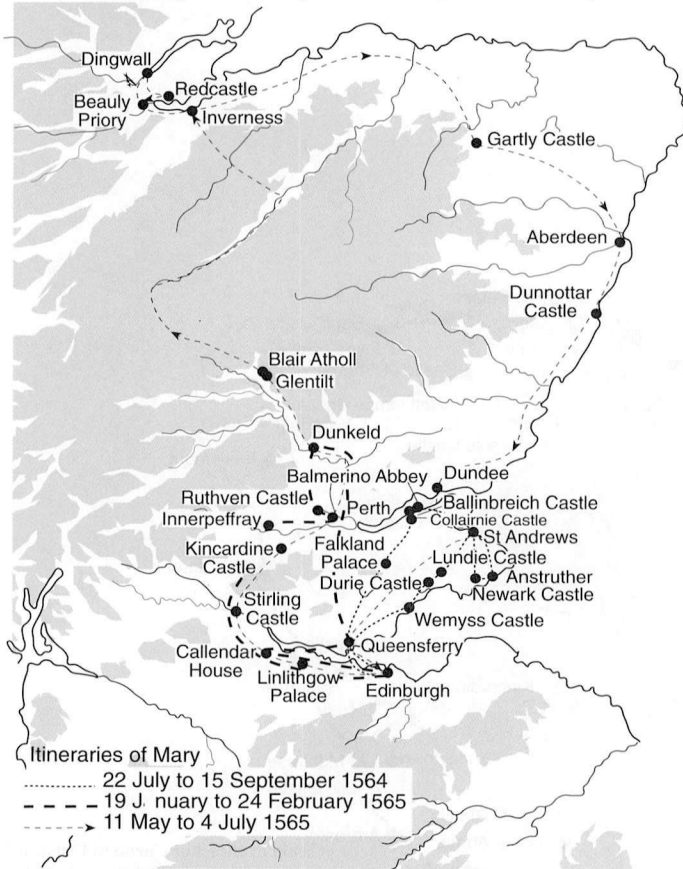 Dingwall
Redcastle
Beauly
Priory
Inverness
Gartly Castle
Aberdeen
Dunnottar
Castle
Blair Atholl
Glentilt
Dunkeld
Balmerino Abbey
Dundee
Ruthven Castle
Perth
Ballinbreich Castle
Innerpeffray
Collairnie Castle
St Andrews
Kincardine
Castle
Falkland
Palace
Lundie Castle
Durie Castle
Anstruther
Newark Castle
Stirling
Castle
Wemyss Castle
Queensferry
Callendar
House
Linlithgow
Palace
Edinburgh
Itineraries of Mary
22 July to 15 September 1564
19 J nuary to 24 February 1565
11 May to 4 July 1565